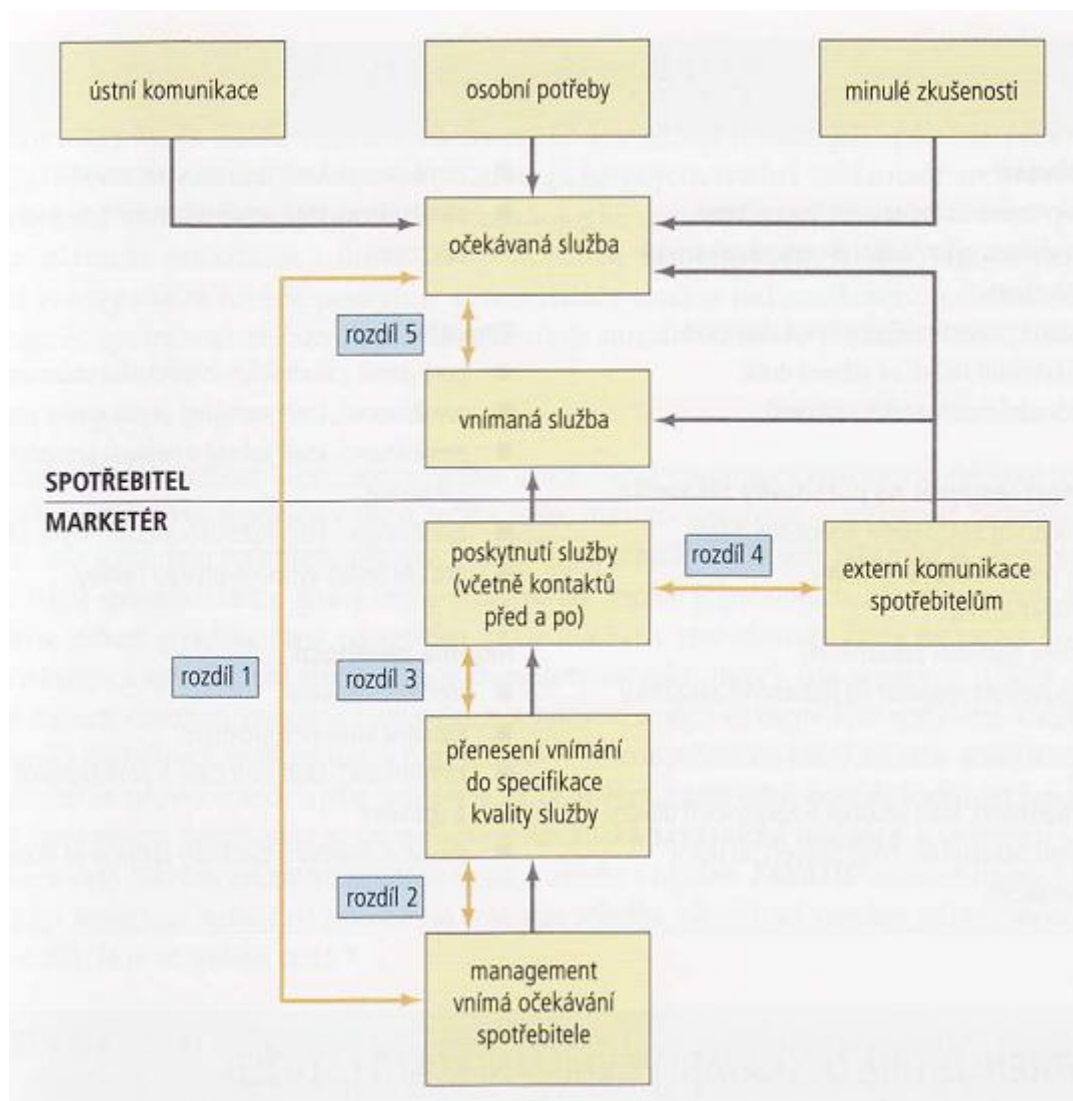 ústní komunikace
osobní potřeby
minulé zkušenosti
očekávaná služba
rozdíl 5
vnímaná služba
SPOTŘEBITEL
MARKETÉR
poskytnutí služby
(včetně kontaktů
před a po)
rozdíl 4
externí komunikace
spotřebitelům
rozdíl 1
rozdíl 3
přenesení vnímání
do specifikace
kvality služby
rozdíl 2
management
vnímá očekávání
spotřebitele